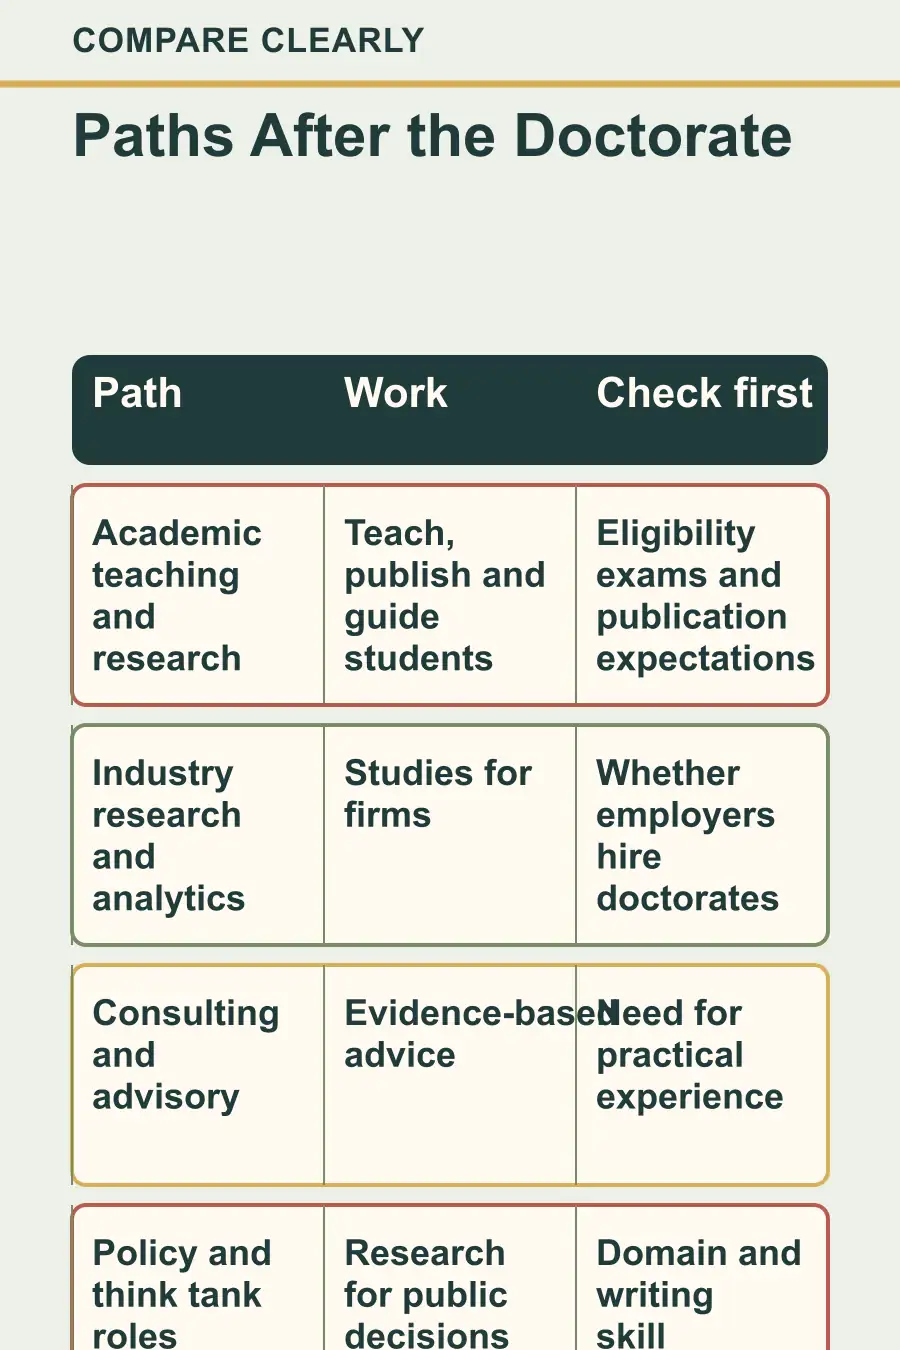 COMPARE CLEARLY
Paths After the Doctorate
Path
Work
Check first
Academic
teaching
and
research
Teach,
publish and
guide
students
Eligibility
exams and
publication
expectations
Industry
research
and
analytics
Studies for
firms
Whether
employers
hire
doctorates
Consulting
and
advisory
Evidence-based
advice
Need for
practical
experience
Policy and
think tank
roles
Research
for public
decisions
Domain and
writing
skill